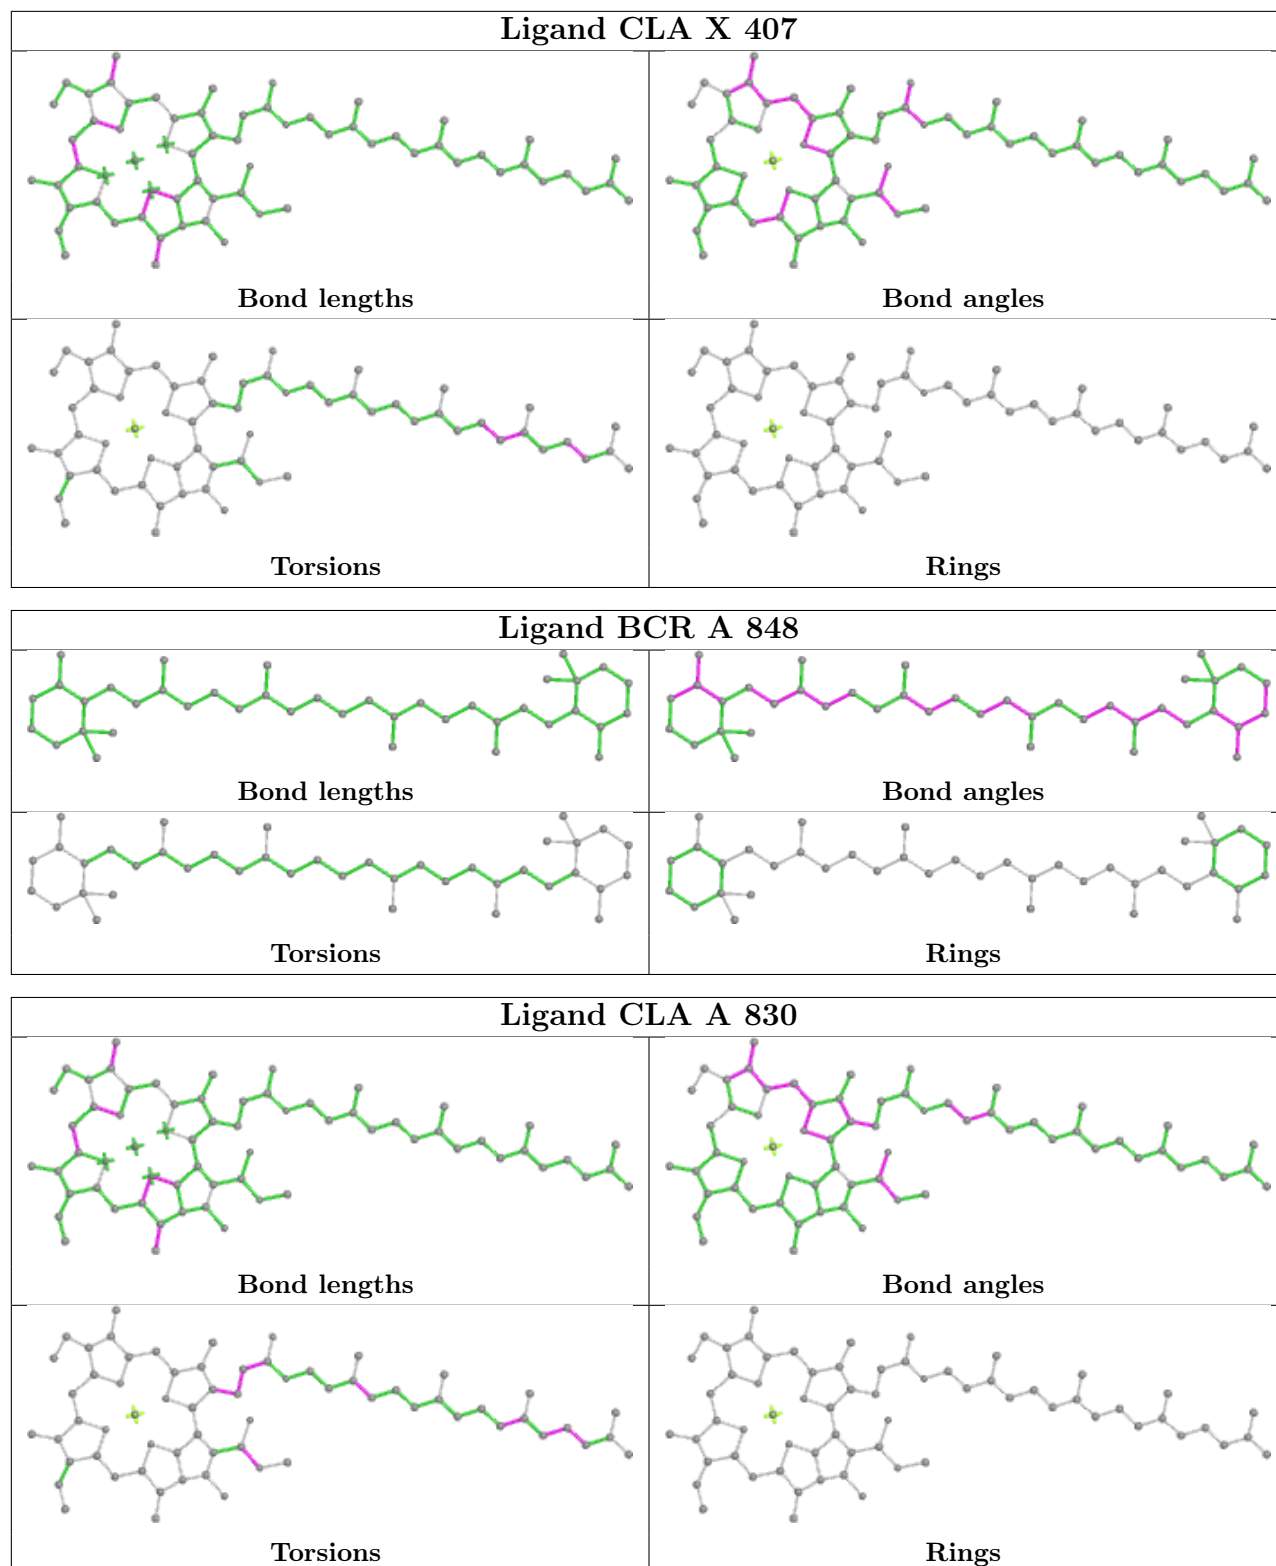 Ligand CLA X 407
Bond lengths
Bond angles
Torsions
Rings
Ligand BCR A 848
Bond lengths
Bond angles
Torsions
Rings
Ligand CLA A 830
Bond lengths
Bond angles
Torsions
Rings